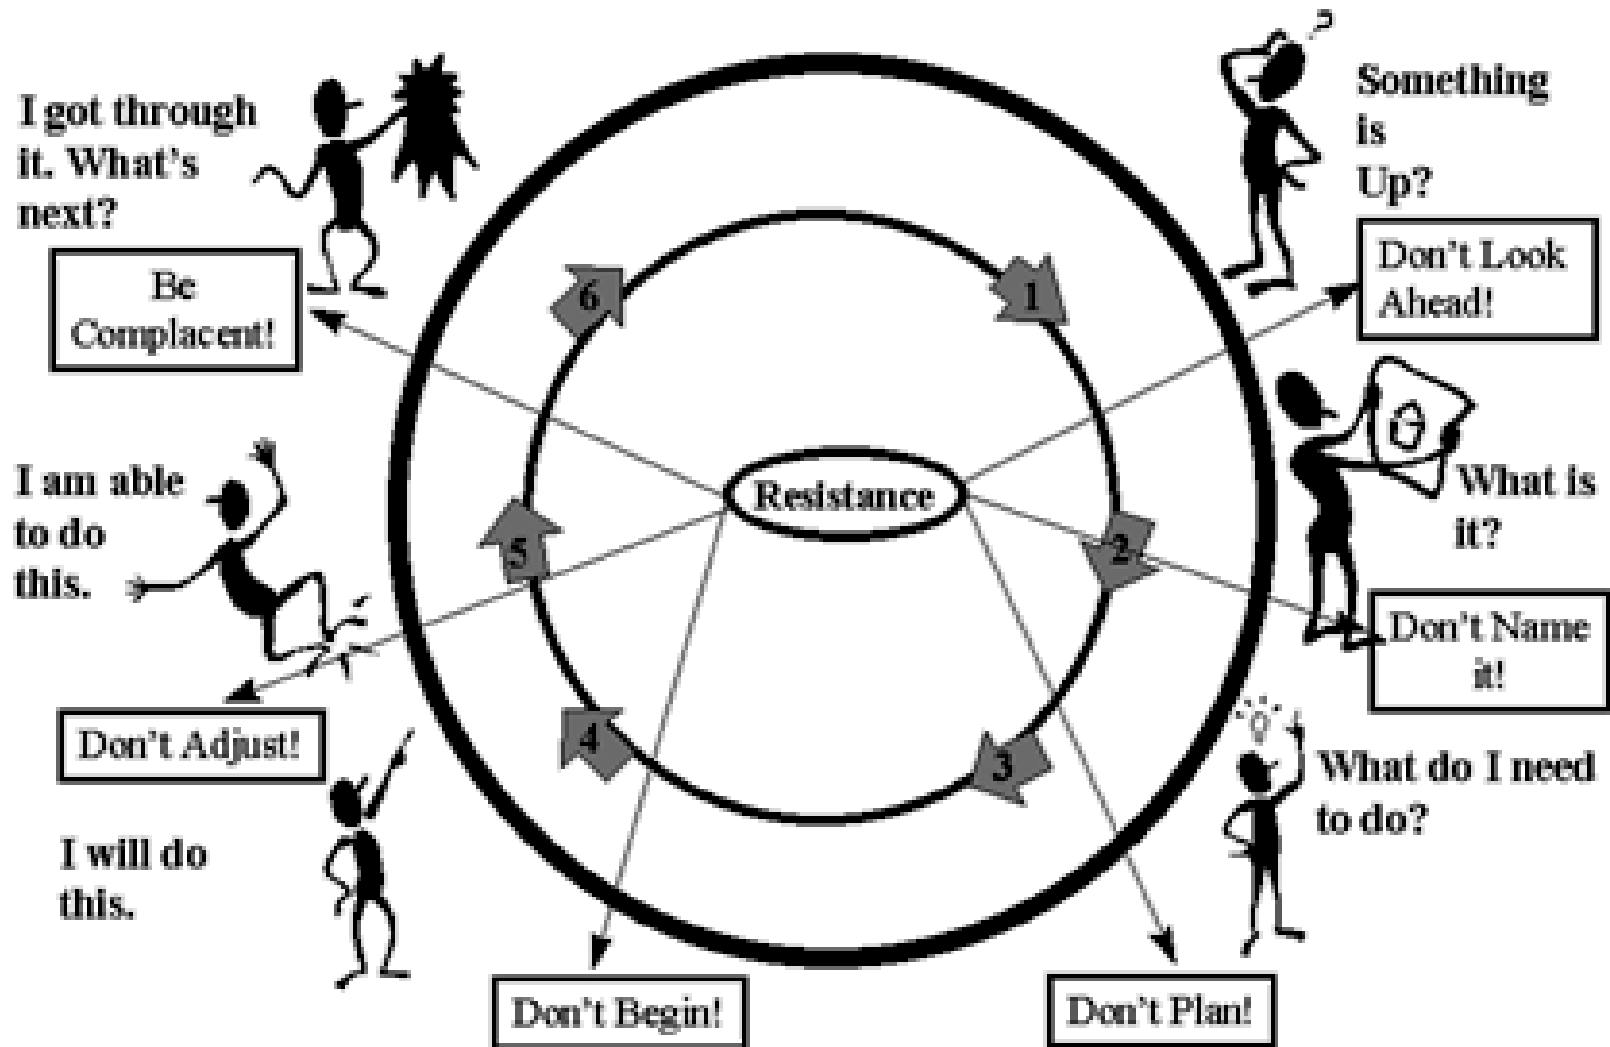 I got through
it. What's
next?
Be
Complacent!
Something
is
Up?
Don't Look
Ahead!
6
1
I am able
to do
this.
Resistance
What is
it?
5
2
Don't Name
it!
Don't Adjust!
4
3
What do I need
to do?
I will do
this.
Don't Begin!
Don't Plan!
?